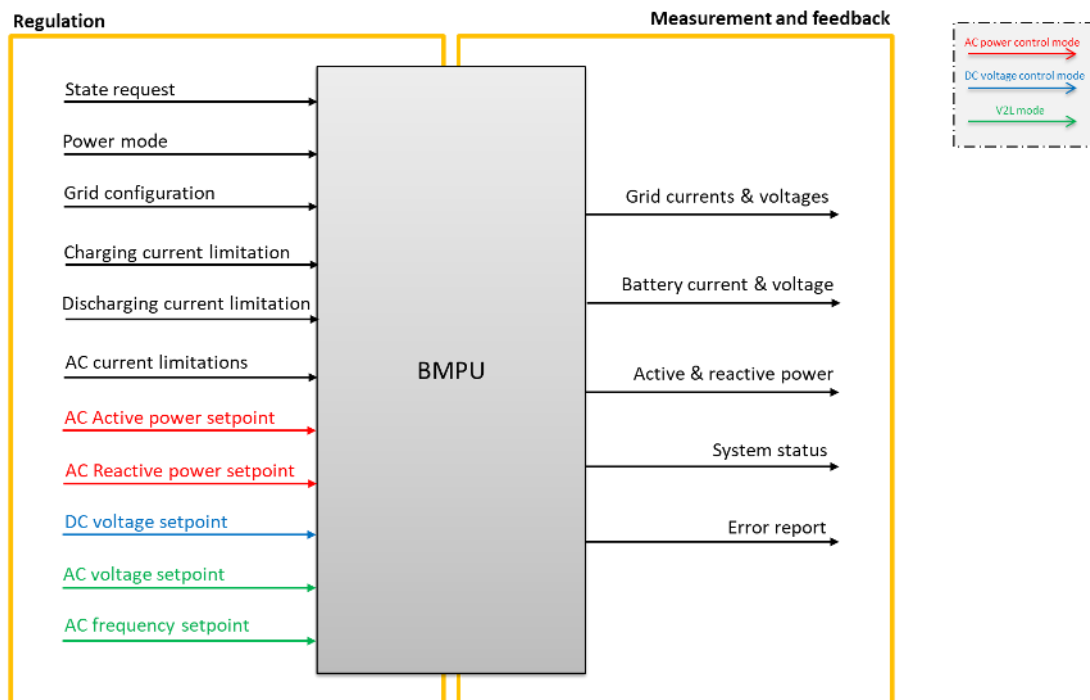 Regulation
Measurement and feedback
AC power control mode
DC voltage control mode
V2L mode
State request
Power mode
Grid configuration
Charging current limitation
Discharging current limitation
AC current limitations
AC Active power setpoint
AC Reactive power setpoint
DC voltage setpoint
AC voltage setpoint
AC frequency setpoint
BMPU
Grid currents & voltages
Battery current & voltage
Active & reactive power
System status
Error report